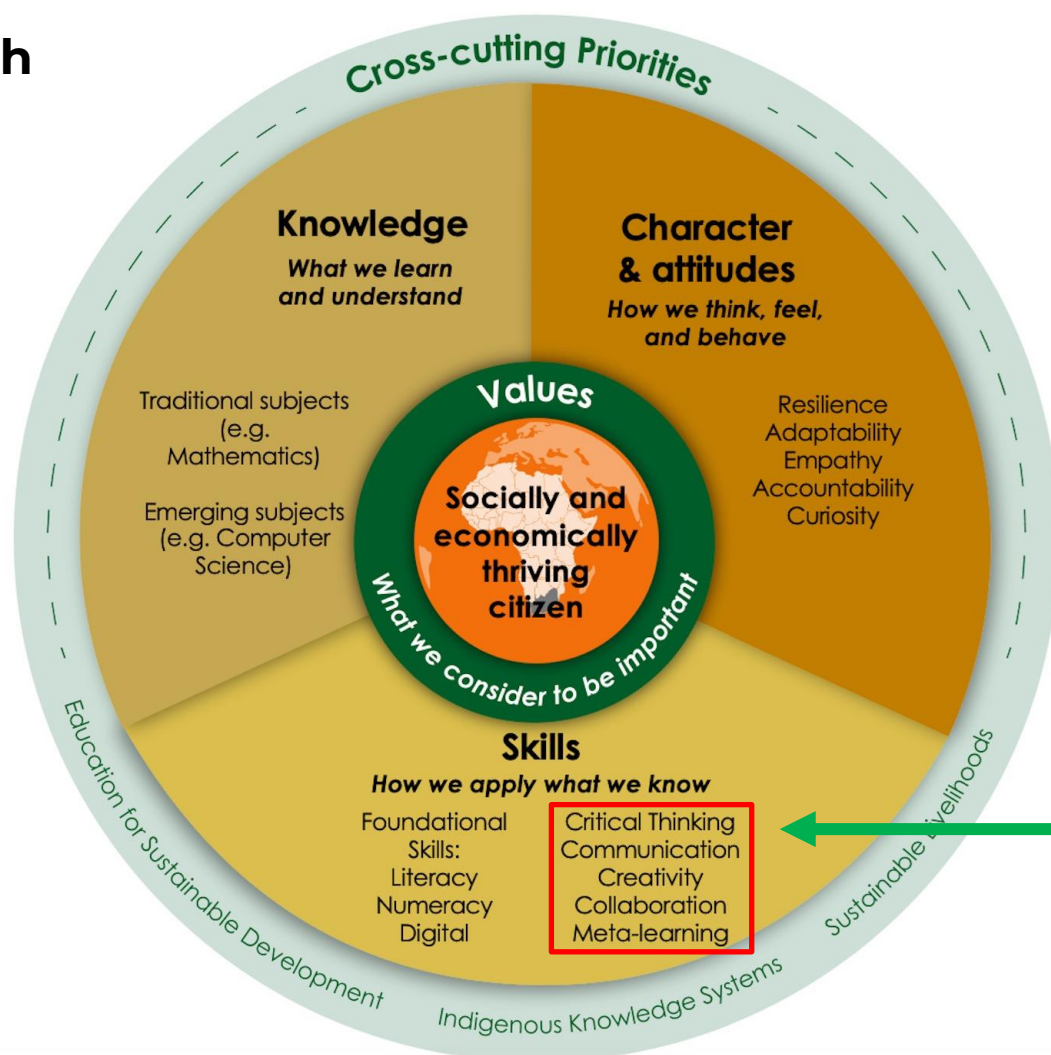 h
Cross-cutting Priorities
Knowledge
What we learn
and understand
Traditional subjects
(e.g.
Mathematics)
Emerging subjects
(e.g. Computer
Science)
Character
& attitudes
How we think, feel,
and behave
Resilience
Adaptability
Empathy
Accountability
Curiosity
Values
Socially and
economically
thriving
citizen
What we consider to be important
Skills
How we apply what we know
Foundational
Skills:
Literacy
Numeracy
Digital
Critical Thinking
Communication
Creativity
Collaboration
Meta-learning
Education for Sustainable Development
Indigenous Knowledge Systems
Sustainable Livelihoods